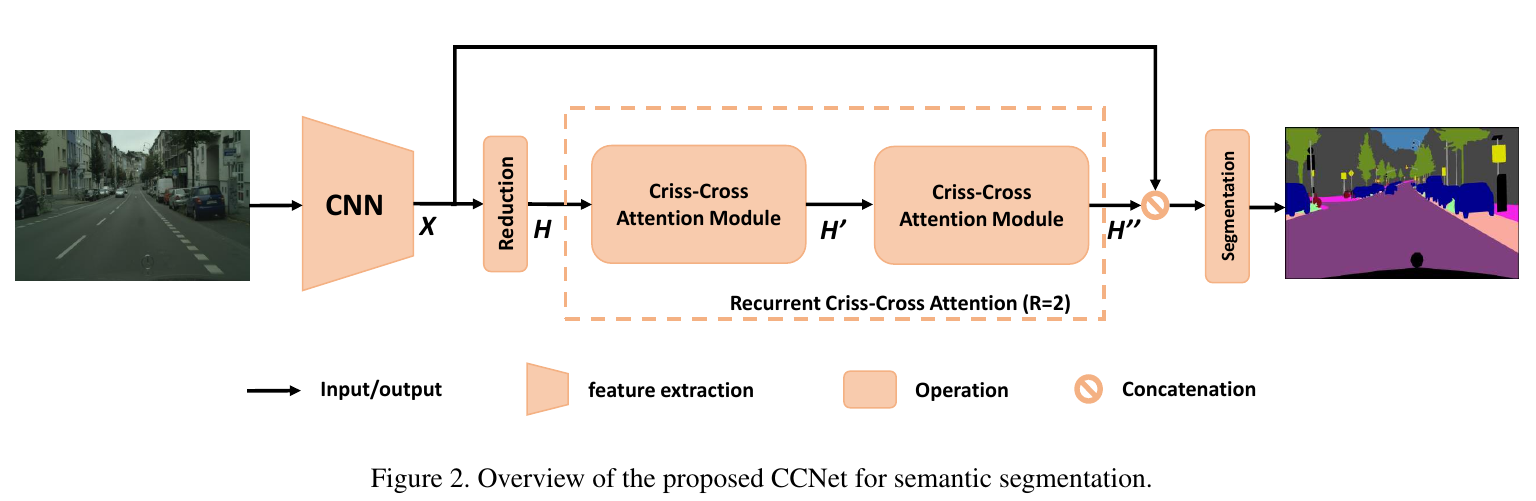 CNN
X
Reduction
H
Criss-Cross
Attention Module
H'
Criss-Cross
Attention Module
H''
Segmentation
Recurrent Criss-Cross Attention (R=2)
Input/output
feature extraction
Operation
Concatenation
Figure 2. Overview of the proposed CCNet for semantic segmentation.